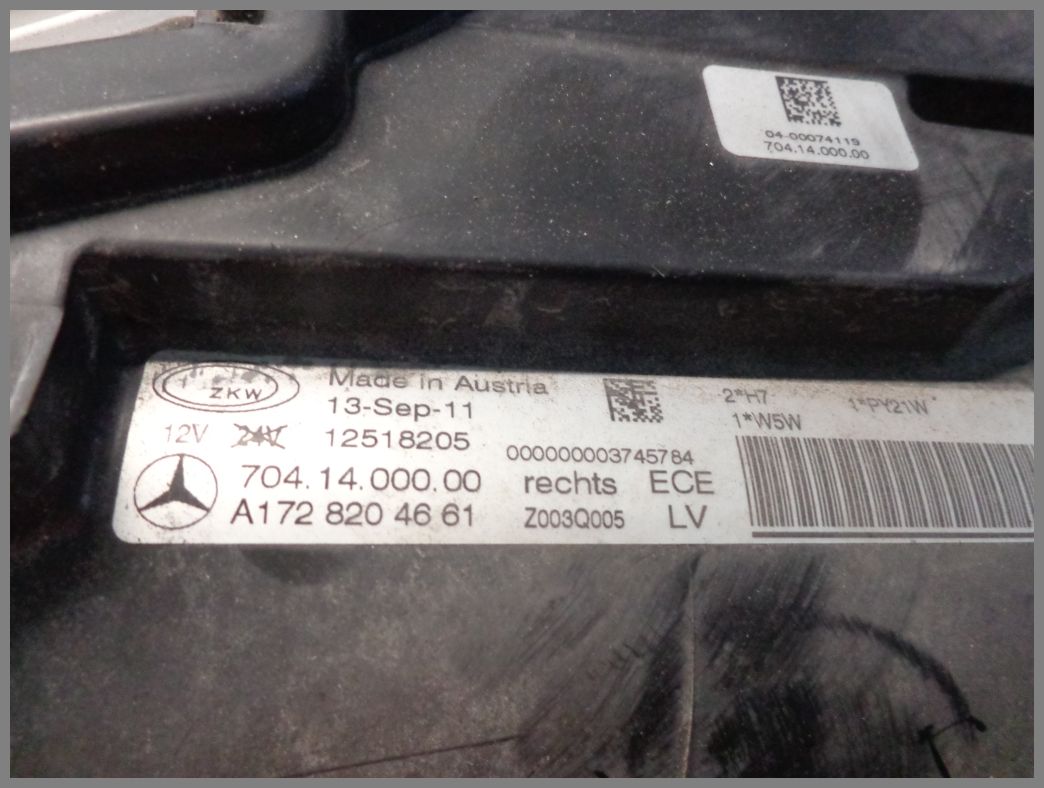 04-00074119
704.14.000.00
ZKW
Made in Austria
13-Sep-11
12V 24V 12518205
000000003745784
2*H7 1*PY21W
1*W5W
704.14.000.00 rechts ECE
A172 820 46 61 Z003Q005 LV